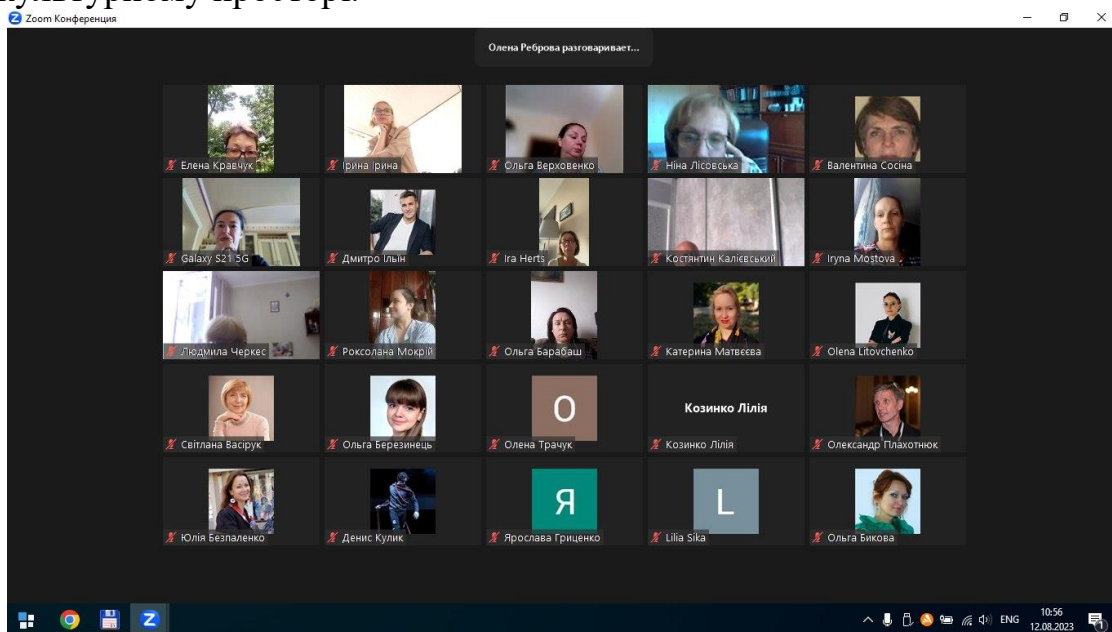 культурному просторі.
Zoom Конференция
Олена Реброва разговаривает...
Елена Кравчук
Ірина Ірина
Ольга Верховенко
Ніна Лісовська
Валентина Сосіна
Galaxy S21 5G
Дмитро Ільїн
Ira Herts
Костянтин Калієвський
Iryna Mostova
Людмила Черкес
Роксолана Мокрій
Ольга Барабаш
Катерина Матвєєва
Olena Litovchenko
Світлана Васірук
Ольга Березинець
О
Олена Трачук
Козинко Лілія
Козинко Лілія
Олександр Плахотнюк
Юлія Безпаленко
Денис Кулик
Я
Ярослава Гриценко
L
Lilia Sika
Ольга Бикова
ENG
10:56
12.08.2023